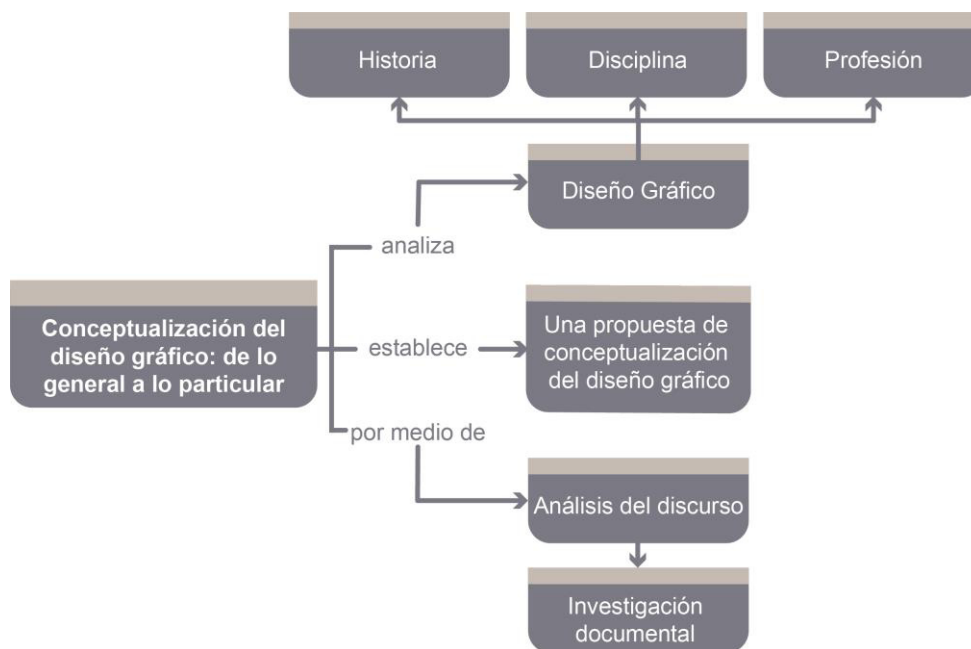 Historia
Disciplina
Profesión
Diseño Gráfico
analiza
Conceptualización del
diseño gráfico: de lo
general a lo particular
establece
Una propuesta de
conceptualización
del diseño gráfico
por medio de
Análisis del discurso
Investigación
documental